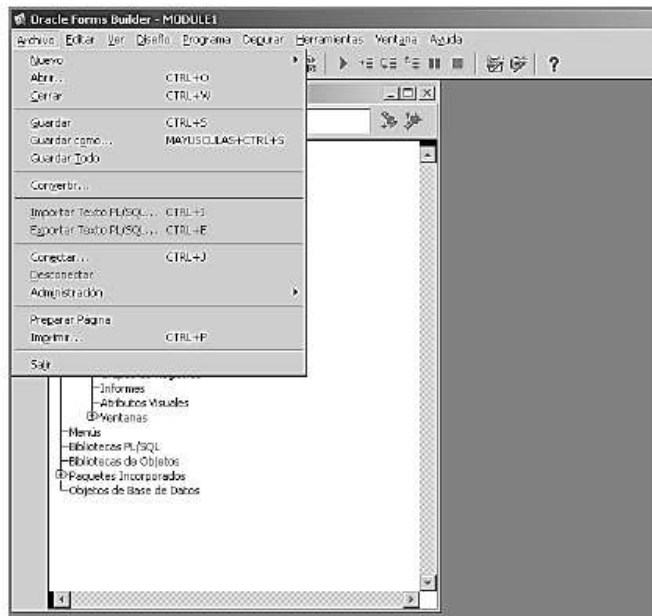 Oracle Forms Builder - MODULE1
Archivo Editar Ver Diseño Programa Depurar Herramientas Ventana Ayuda
Nuevo
Abrir... CTRL+O
Cerrar CTRL+W
Guardar CTRL+S
Guardar como... MAYUSCULAS+CTRL+S
Guardar Todo
Convertir...
Importar Texto PL/SQL... CTRL+I
Exportar Texto PL/SQL... CTRL+E
Conectar... CTRL+J
Desconectar
Administración
Preparar Página
Imprimir... CTRL+P
Salir
Informes
Atributos Visuales
Ventanas
Menús
Bibliotecas PL/SQL
Bibliotecas de Objetos
Paquetes Incorporados
Objetos de Base de Datos